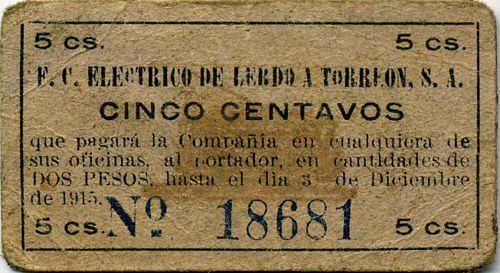 5 cs. 5 cs.
F. C. ELECTRICO DE LERDO A TORREON, S. A.
CINCO CENTAVOS
que pagará la Compañía en cualquiera de
sus oficinas, al portador, en cantidades de
DOS PESOS, hasta el dia 3 de Diciembre
de 1915.
5 cs. Nº 18681 5 cs.